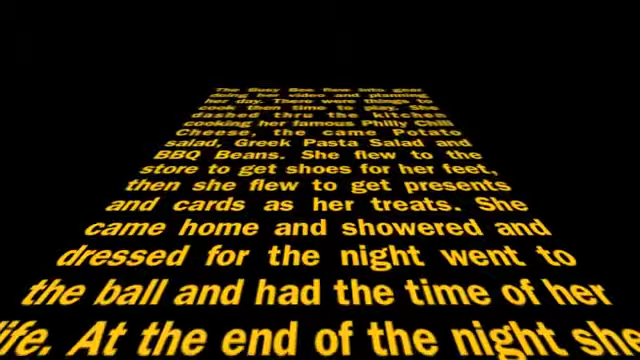 The Busy Bee flew into gear
doing her video and planning
her day. There were things to
cook then time to play. She
dashed thru the kitchen
cooking her famous Philly Chili
Cheese, the came Potato
salad, Greek Pasta Salad and
BBQ Beans. She flew to the
store to get shoes for her feet,
then she flew to get presents
and cards as her treats. She
came home and showered and
dressed for the night went to
the ball and had the time of her
life. At the end of the night she